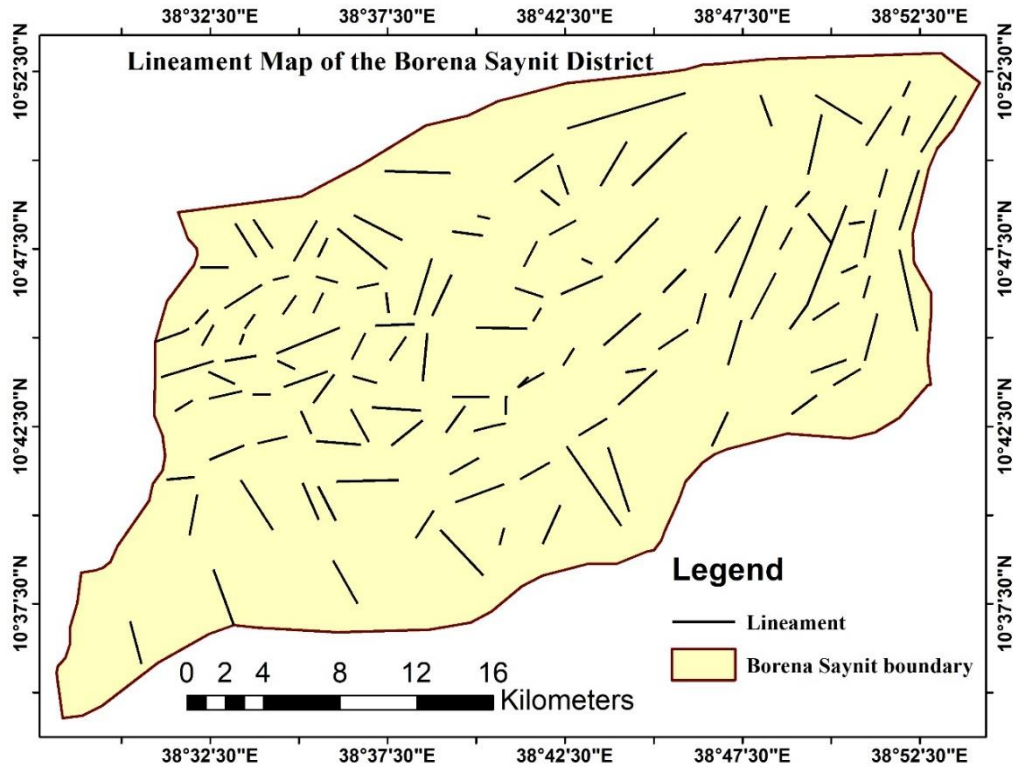 38°32'30"E 38°37'30"E 38°42'30"E 38°47'30"E 38°52'30"E
Lineament Map of the Borena Saynit District
10°52'30"N 10°52'30"N
10°47'30"N 10°47'30"N
10°42'30"N 10°42'30"N
10°37'30"N 10°37'30"N
Legend
Lineament
Borena Saynit boundary
0 2 4 8 12 16
Kilometers
38°32'30"E 38°37'30"E 38°42'30"E 38°47'30"E 38°52'30"E